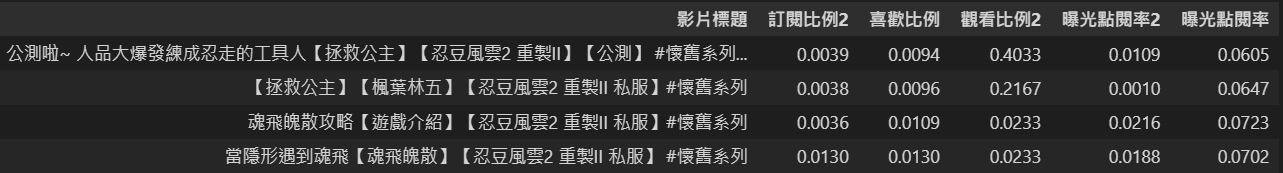 影片標題 訂閱比例2 喜歡比例 觀看比例2 曝光點閱率2 曝光點閱率
公測啦~ 人品大爆發練成忍走的工具人【拯救公主】【忍豆風雲2 重製II】【公測】 #懷舊系列... 0.0039 0.0094 0.4033 0.0109 0.0605
【拯救公主】【楓葉林五】【忍豆風雲2 重製II 私服】#懷舊系列 0.0038 0.0096 0.2167 0.0010 0.0647
魂飛魄散攻略【遊戲介紹】【忍豆風雲2 重製II 私服】#懷舊系列 0.0036 0.0109 0.0233 0.0216 0.0723
當隱形遇到魂飛【魂飛魄散】【忍豆風雲2 重製II 私服】 #懷舊系列 0.0130 0.0130 0.0233 0.0188 0.0702